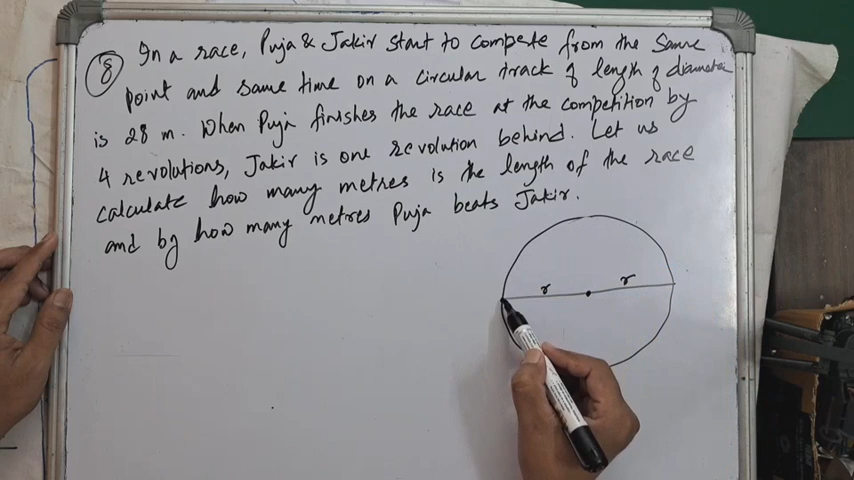 8 In a race, Puja & Jakir start to compete from the same
point and same time on a circular track of length of diameter
is 28 m. When Puja finishes the race at the competition by
4 revolutions, Jakir is one revolution behind. Let us
calculate how many metres is the length of the race
and by how many metres Puja beats Jakir.
r r